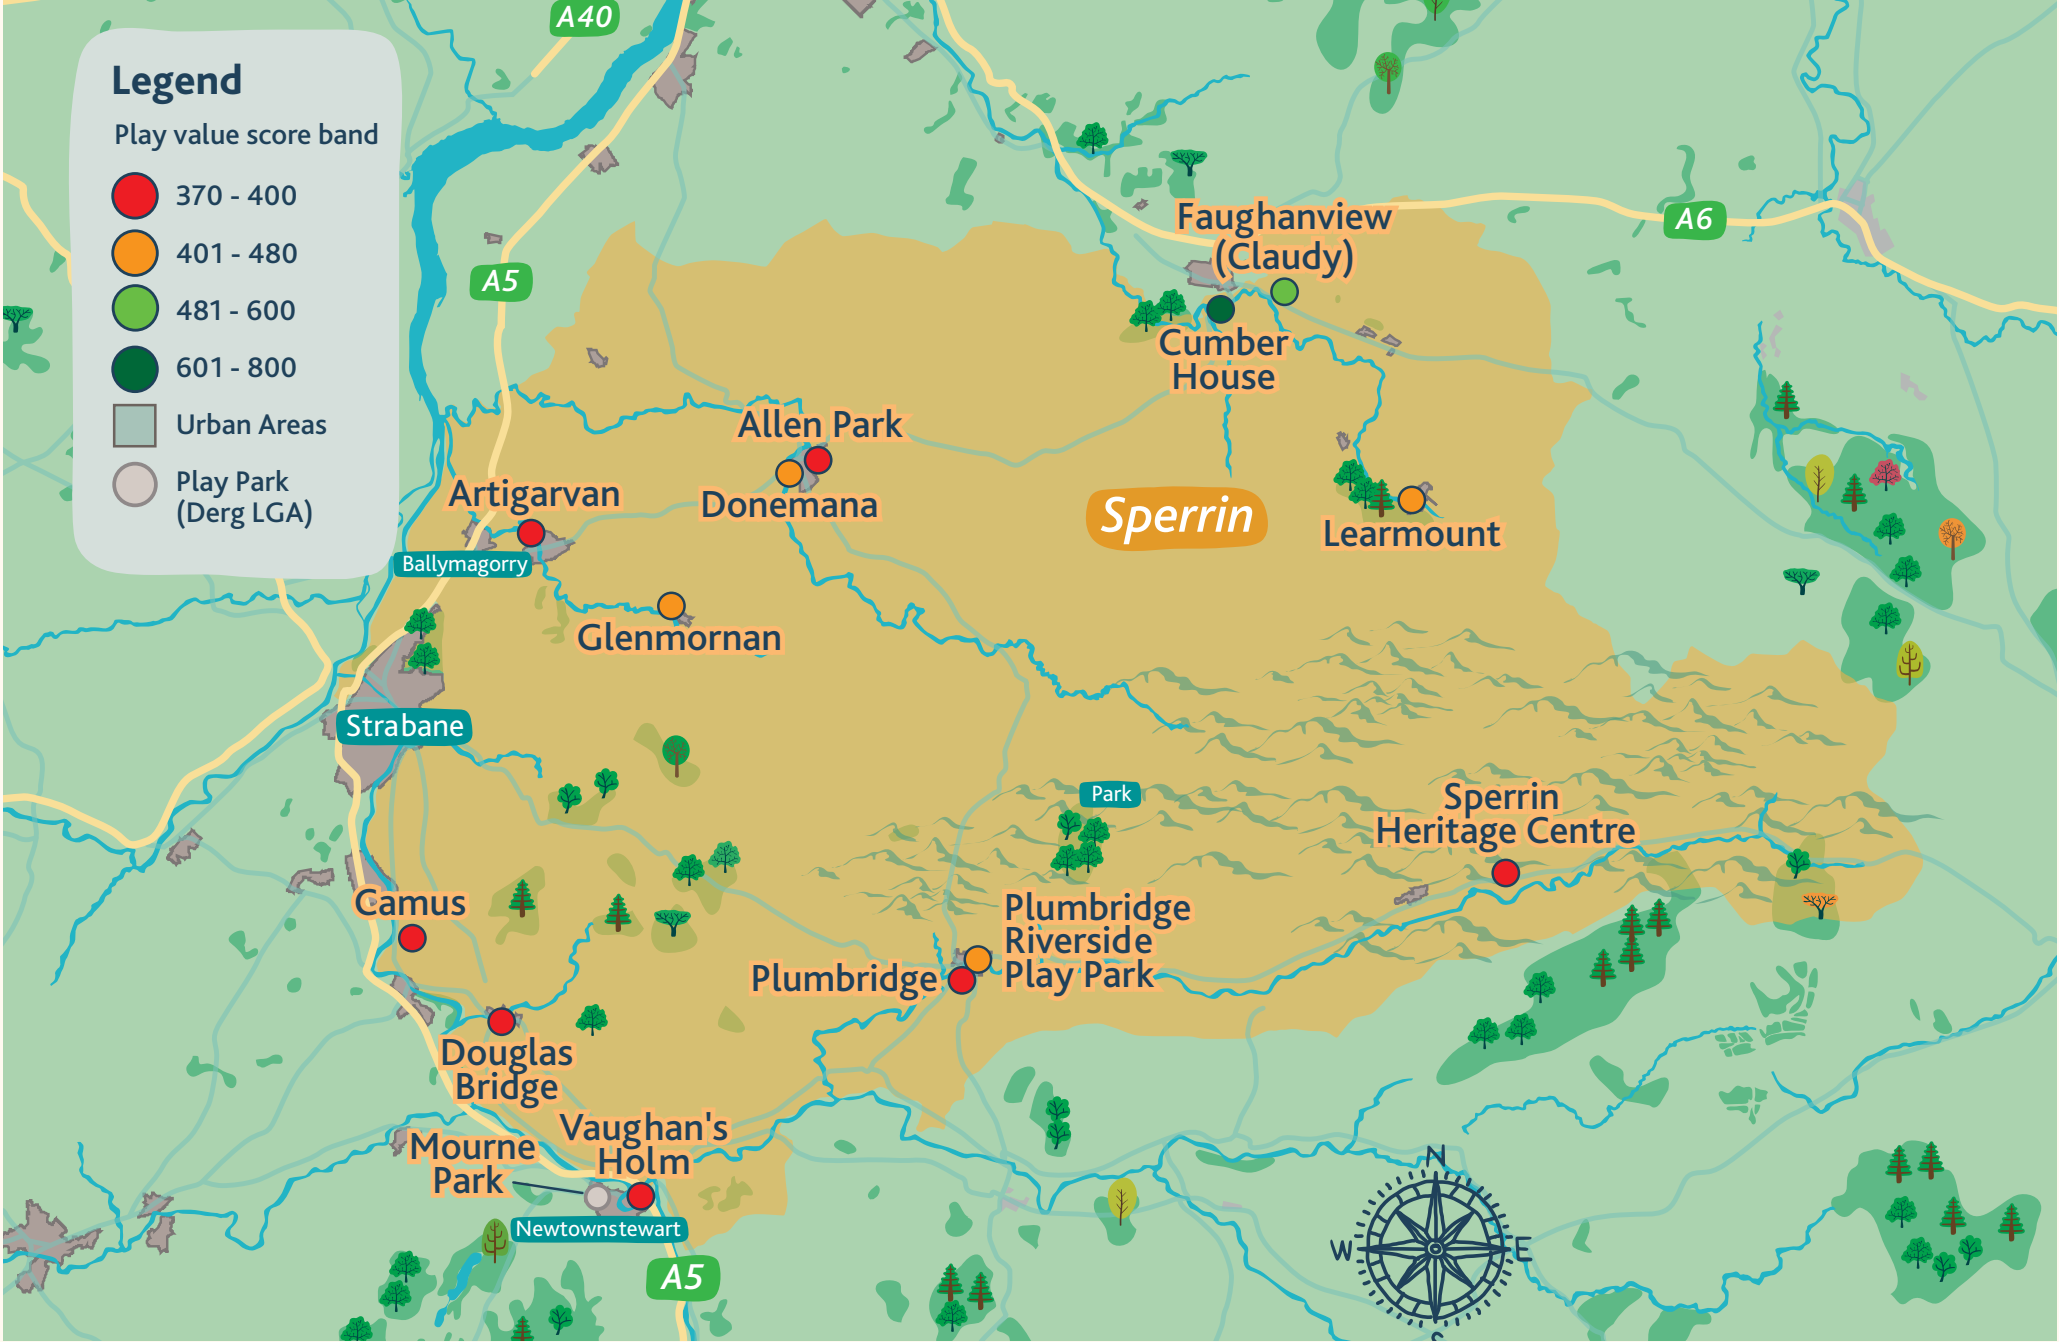 A40
Legend
Play value score band
370 - 400
401 - 480
481 - 600
601 - 800
Urban Areas
Play Park
(Derg LGA)
A5
A6
Faughanview
(Claudy)
Cumber
House
Allen Park
Donemana
Artigarvan
Ballymagorry
Sperrin
Learmount
Glenmornan
Strabane
Park
Sperrin
Heritage Centre
Camus
Plumbridge
Riverside
Play Park
Plumbridge
Douglas
Bridge
Vaughan's
Holm
Mourne
Park
Newtownstewart
A5
N
W
E
S